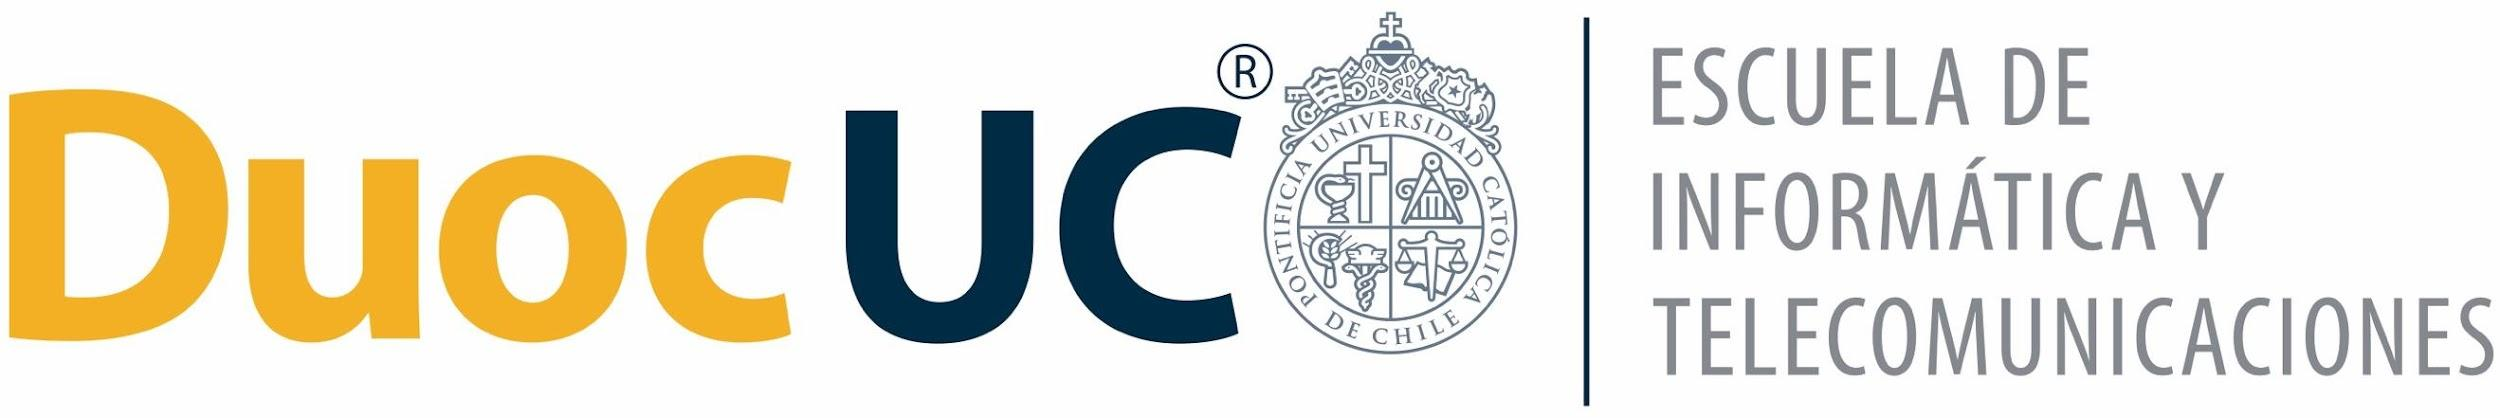 DuocUC®
PONTIFICIA UNIVERSIDAD CATÓLICA
DE CHILE
ESCUELA DE
INFORMÁTICA Y
TELECOMUNICACIONES